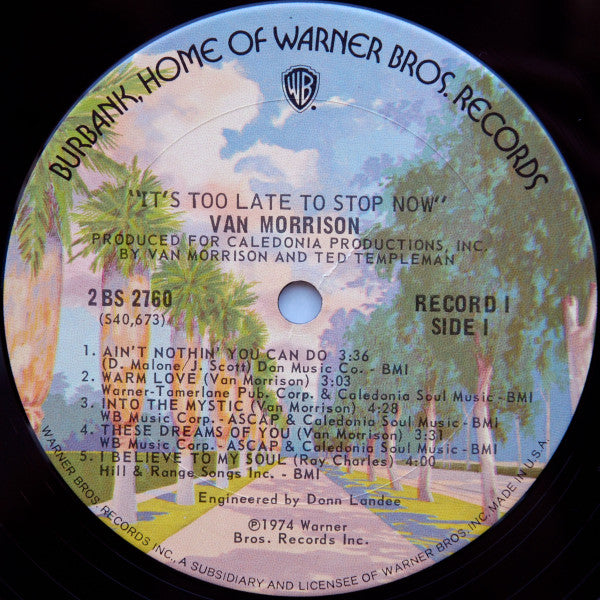 BURBANK, HOME OF WARNER BROS. RECORDS
WB
"IT'S TOO LATE TO STOP NOW"
VAN MORRISON
PRODUCED FOR CALEDONIA PRODUCTIONS, INC.
BY VAN MORRISON AND TED TEMPLEMAN
2 BS 2760
(S40,673)
RECORD I
SIDE I
1. AIN'T NOTHIN' YOU CAN DO 3:36
(D. Malone/J. Scott) Don Music Co. - BMI
2. WARM LOVE (Van Morrison) 3:03
Warner-Tamerlane Pub. Corp. & Caledonia Soul Music - BMI
3. INTO THE MYSTIC (Van Morrison) 4:28
WB Music Corp. - ASCAP & Caledonia Soul Music - BMI
4. THESE DREAMS OF YOU (Van Morrison) 3:31
WB Music Corp. - ASCAP & Caledonia Soul Music - BMI
5. I BELIEVE TO MY SOUL (Ray Charles) 4:00
Hill & Range Songs Inc. - BMI
Engineered by Donn Landee
©1974 Warner
Bros. Records Inc.
WARNER BROS. RECORDS INC., A SUBSIDIARY AND LICENSEE OF WARNER BROS. INC. MADE IN U.S.A.